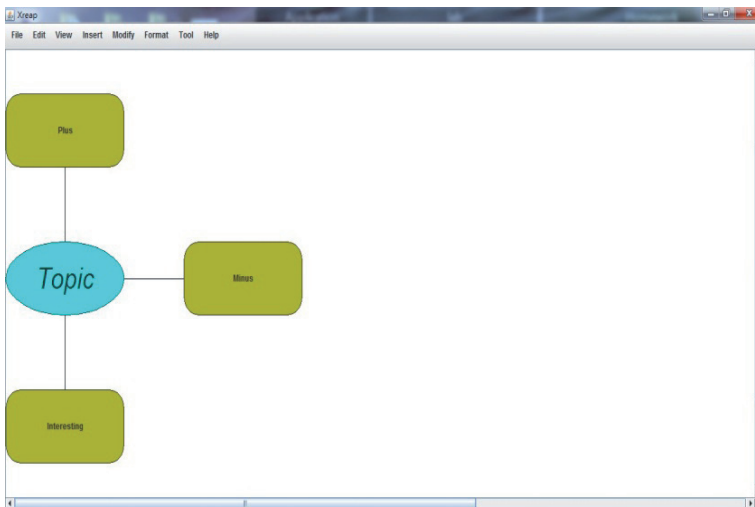 Xreap
File Edit View Insert Modify Format Tool Help
Plus
Topic
Minus
Interesting